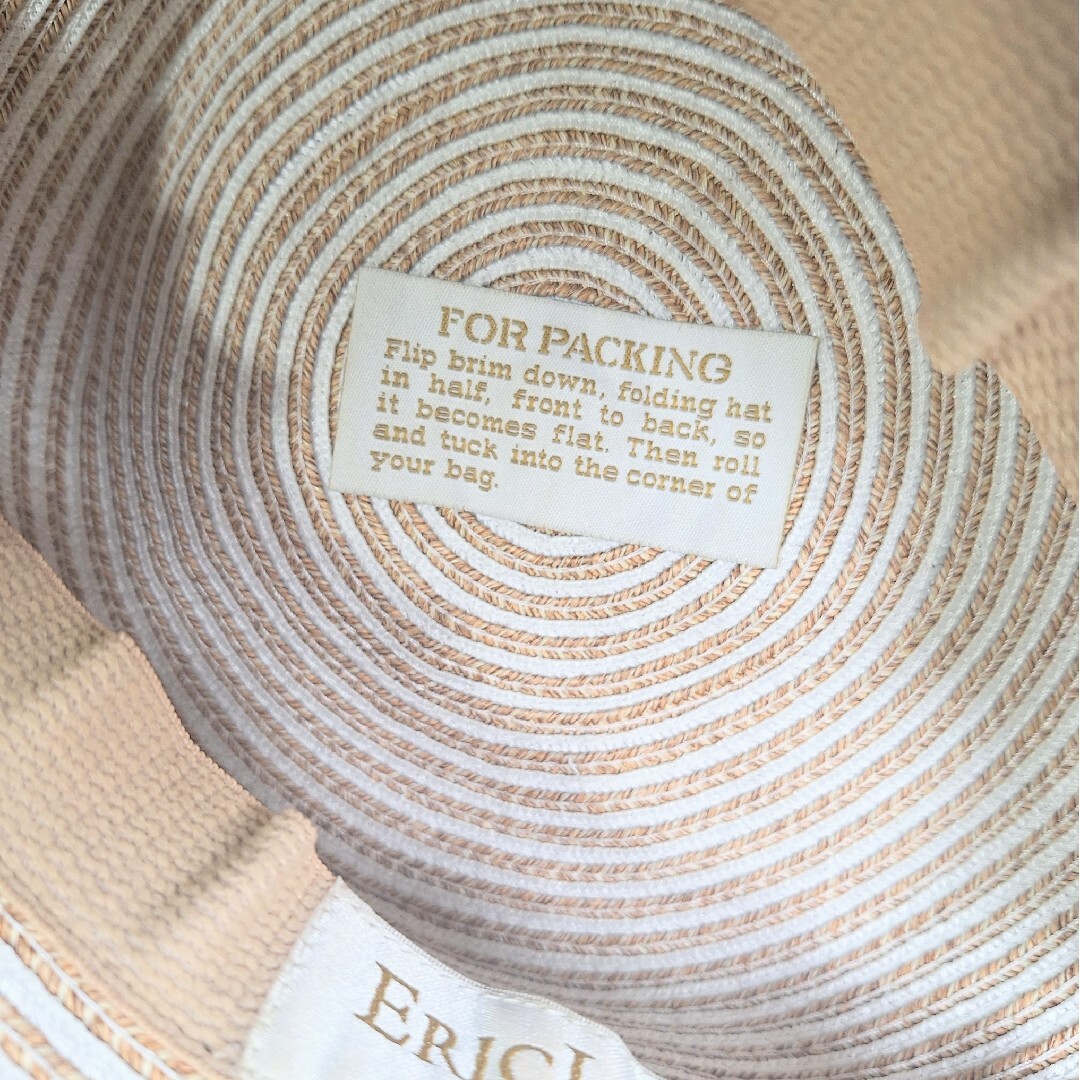 FOR PACKING
Flip brim down, folding hat
in half, front to back, so
it becomes flat. Then roll
and tuck into the corner of
your bag.